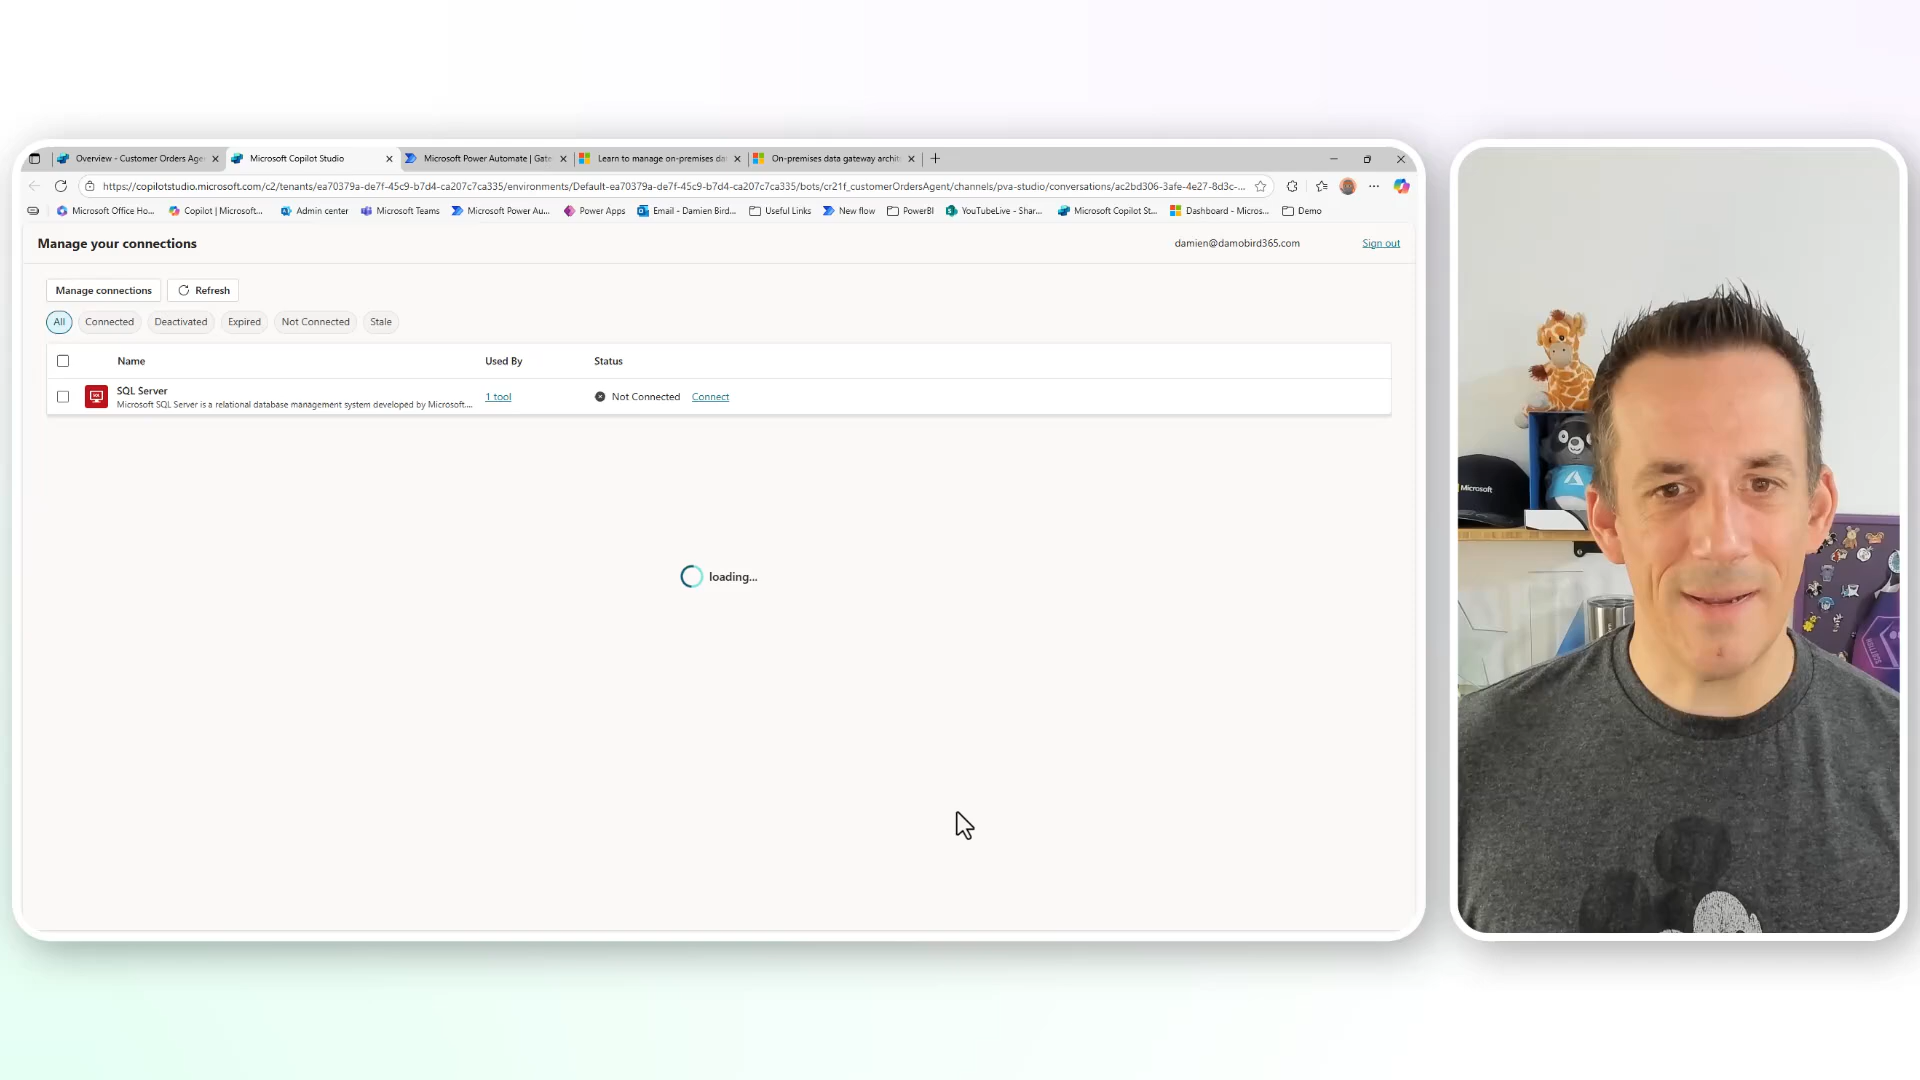 Overview - Customer Orders Age
Microsoft Copilot Studio
Microsoft Power Automate | Gate
Learn to manage on-premises da
On-premises data gateway archit
https://copilotstudio.microsoft.com/c2/tenants/ea70379a-de7f-45c9-b7d4-ca207c7ca335/environments/Default-ea70379a-de7f-45c9-b7d4-ca207c7ca335/bots/cr21f_customerOrdersAgent/channels/pva-studio/conversations/ac2bd306-3afe-4e27-8d3c-...
Microsoft Office Ho...
Copilot | Microsoft...
Admin center
Microsoft Teams
Microsoft Power Au...
Power Apps
Email - Damien Bird...
Useful Links
New flow
PowerBI
YouTubeLive - Shar...
Microsoft Copilot St...
Dashboard - Micros...
Demo
Manage your connections
damien@damobird365.com
Sign out
Manage connections
Refresh
All
Connected
Deactivated
Expired
Not Connected
Stale
Name
Used By
Status
SQL Server
Microsoft SQL Server is a relational database management system developed by Microsoft....
1 tool
Not Connected
Connect
loading...
Microsoft